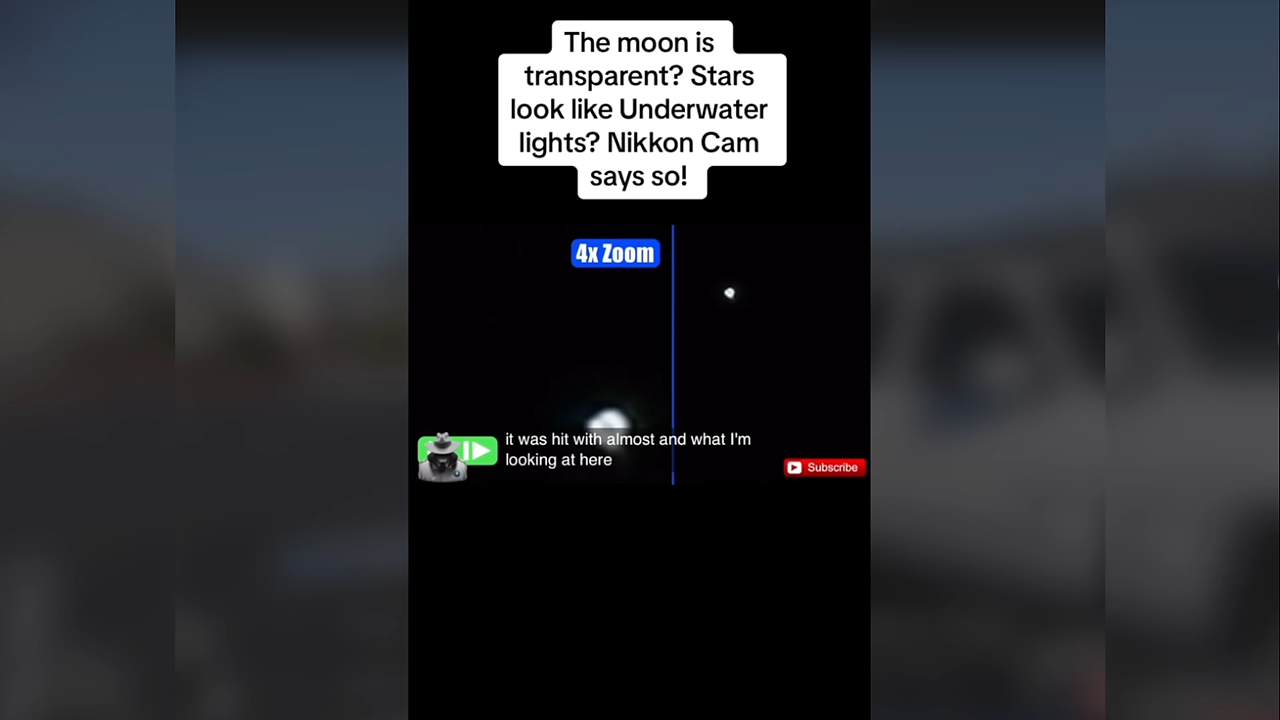 The moon is
transparent? Stars
look like Underwater
lights? Nikkon Cam
says so!
4x Zoom
it was hit with almost and what I'm
looking at here
Subscribe